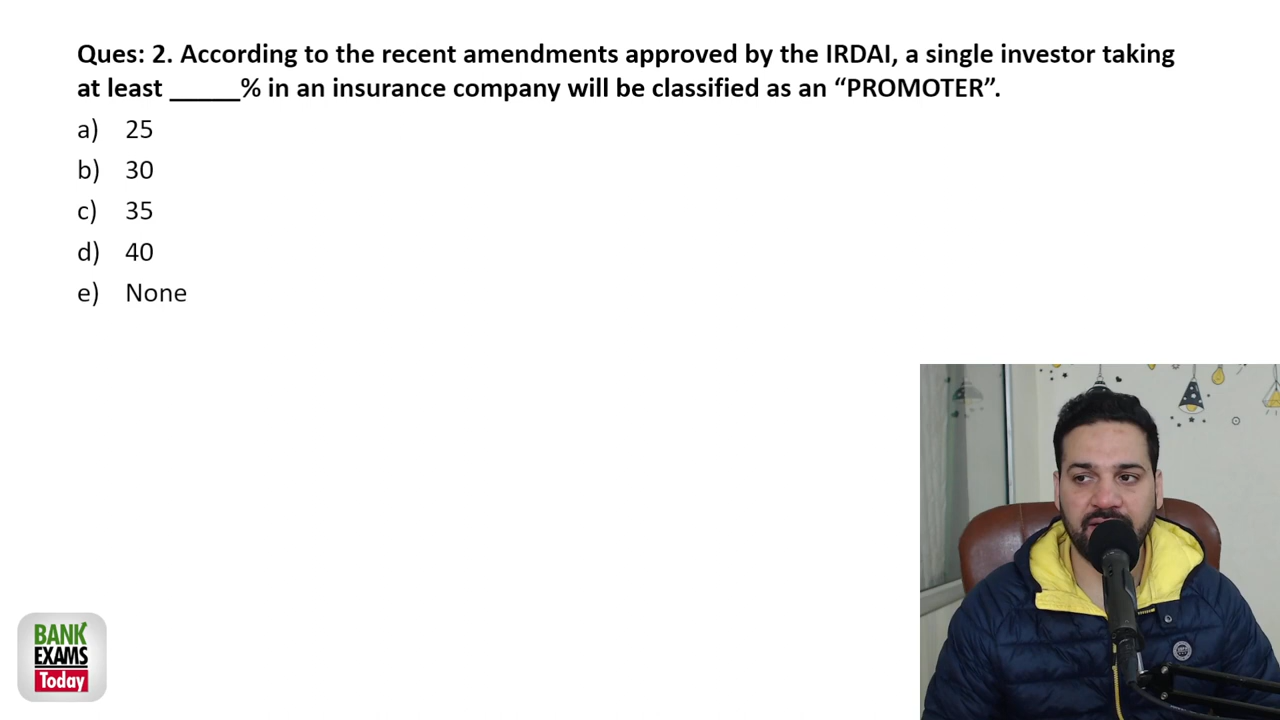 Ques: 2. According to the recent amendments approved by the IRDAI, a single investor taking
at least _____% in an insurance company will be classified as an “PROMOTER”.
a) 25
b) 30
c) 35
d) 40
e) None
BANK
EXAMS
Today